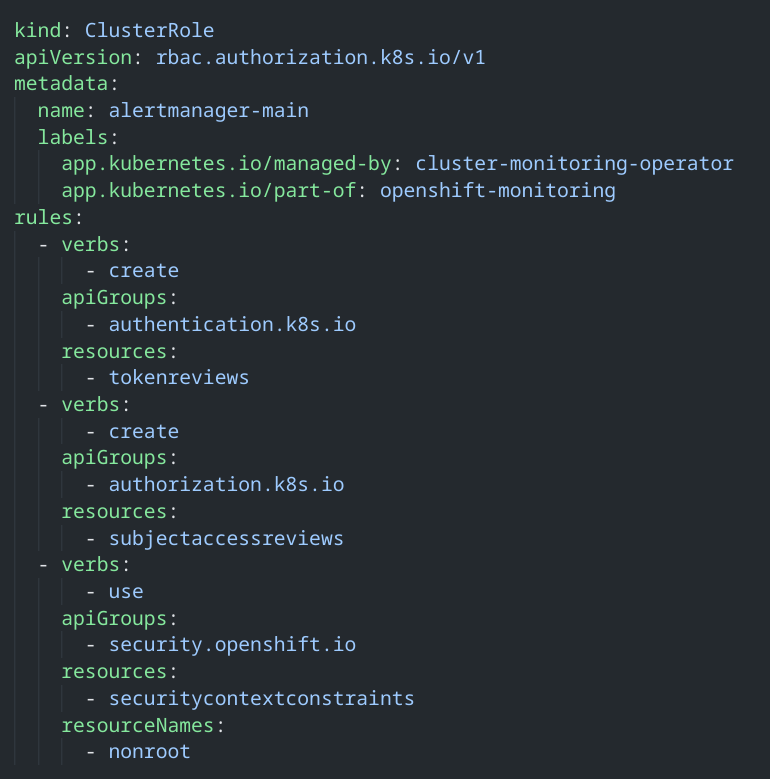 kind: ClusterRole
apiVersion: rbac.authorization.k8s.io/v1
metadata:
  name: alertmanager-main
  labels:
    app.kubernetes.io/managed-by: cluster-monitoring-operator
    app.kubernetes.io/part-of: openshift-monitoring
rules:
  - verbs:
      - create
    apiGroups:
      - authentication.k8s.io
    resources:
      - tokenreviews
  - verbs:
      - create
    apiGroups:
      - authorization.k8s.io
    resources:
      - subjectaccessreviews
  - verbs:
      - use
    apiGroups:
      - security.openshift.io
    resources:
      - securitycontextconstraints
    resourceNames:
      - nonroot